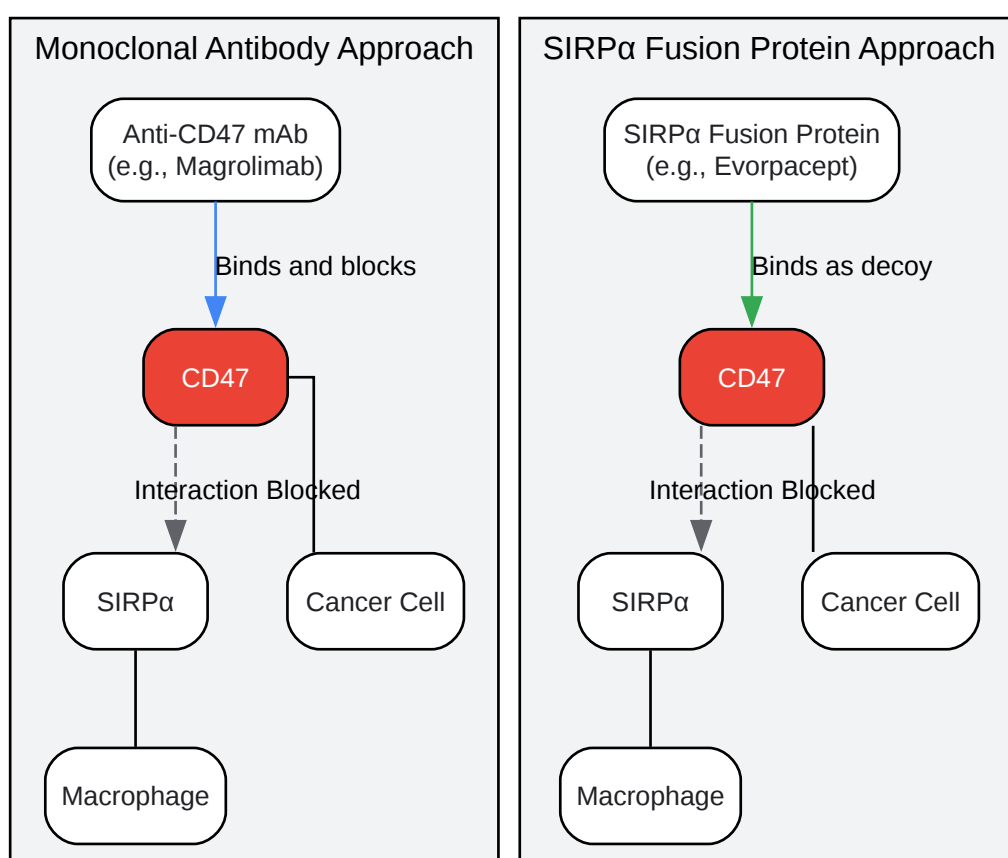 Monoclonal Antibody Approach
Anti-CD47 mAb
(e.g., Magrolimab)
Binds and blocks
CD47
Interaction Blocked
SIRPα
Cancer Cell
Macrophage
SIRPα Fusion Protein Approach
SIRPα Fusion Protein
(e.g., Evorpacept)
Binds as decoy
CD47
Interaction Blocked
SIRPα
Cancer Cell
Macrophage